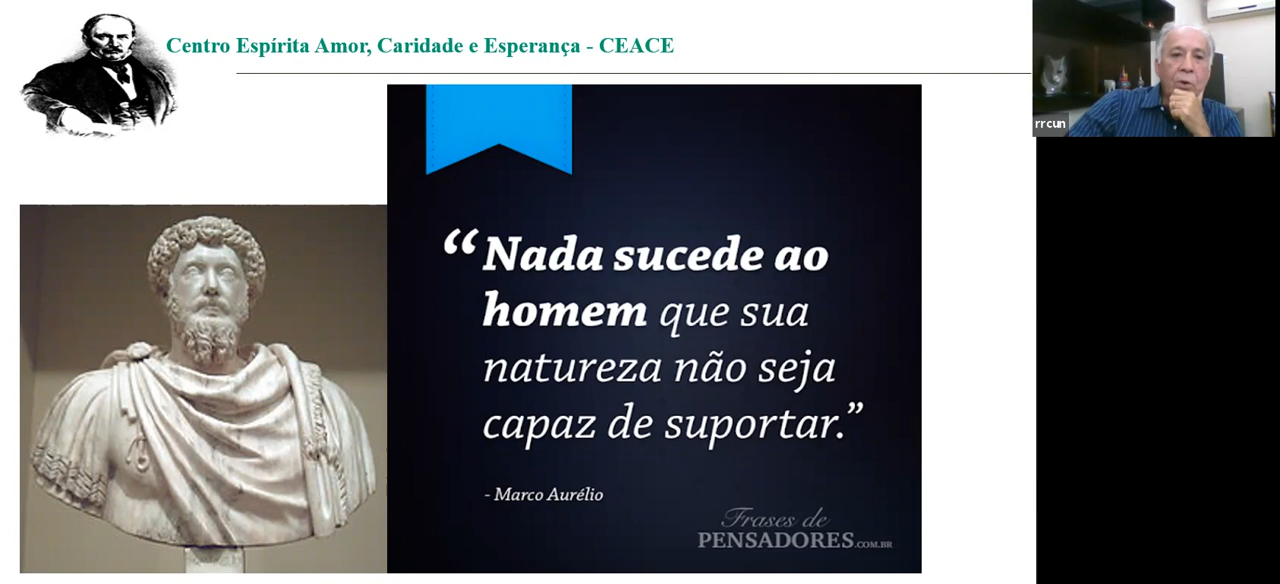 Centro Espírita Amor, Caridade e Esperança - CEACE
rrcun
“Nada sucede ao
homem que sua
natureza não seja
capaz de suportar.”
- Marco Aurélio
Frases de
PENSADORES.COM.BR